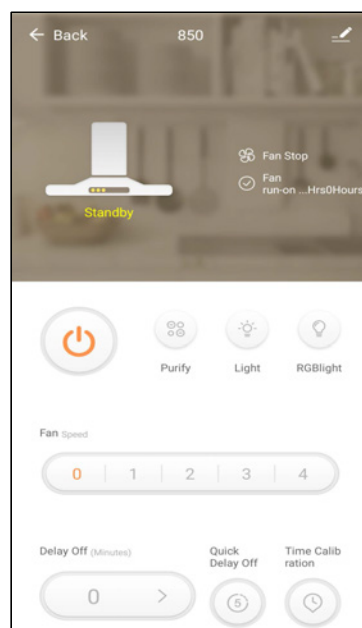 ← Back 850
Fan Stop
Fan
run-on ...Hrs0Hours
Standby
Purify Light RGBlight
Fan Speed
0 1 2 3 4
Delay Off (Minutes)
Quick
Delay Off
Time Calib
ration
0 >
5